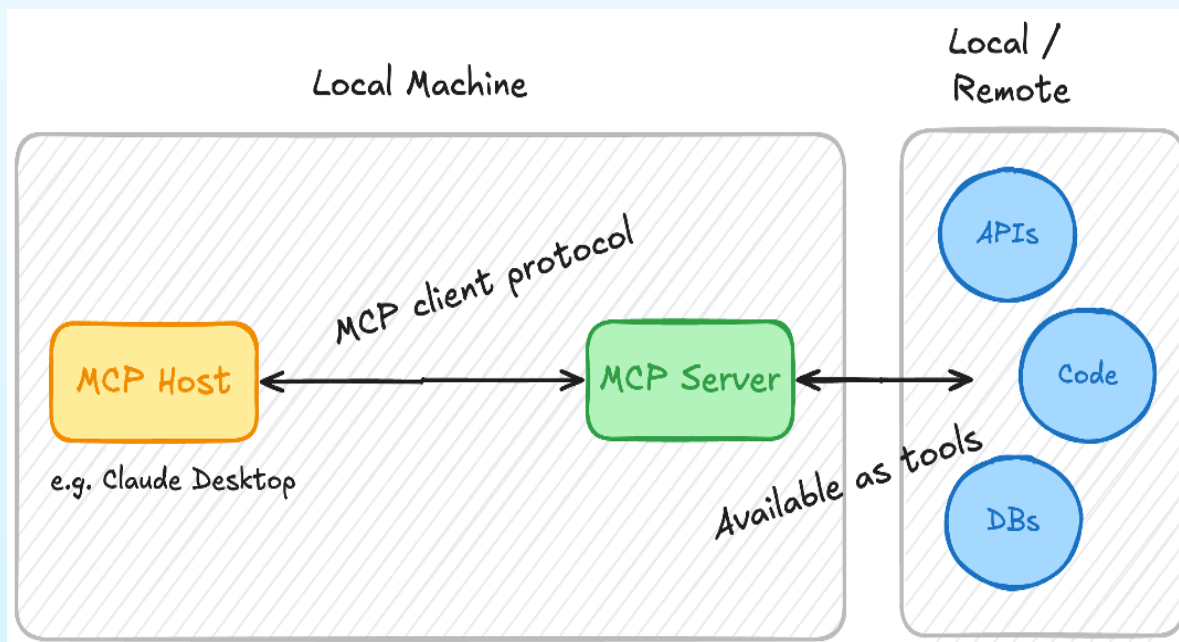 Local Machine
Local /
Remote
MCP client protocol
MCP Host
e.g. Claude Desktop
MCP Server
Available as tools
APIs
Code
DBs